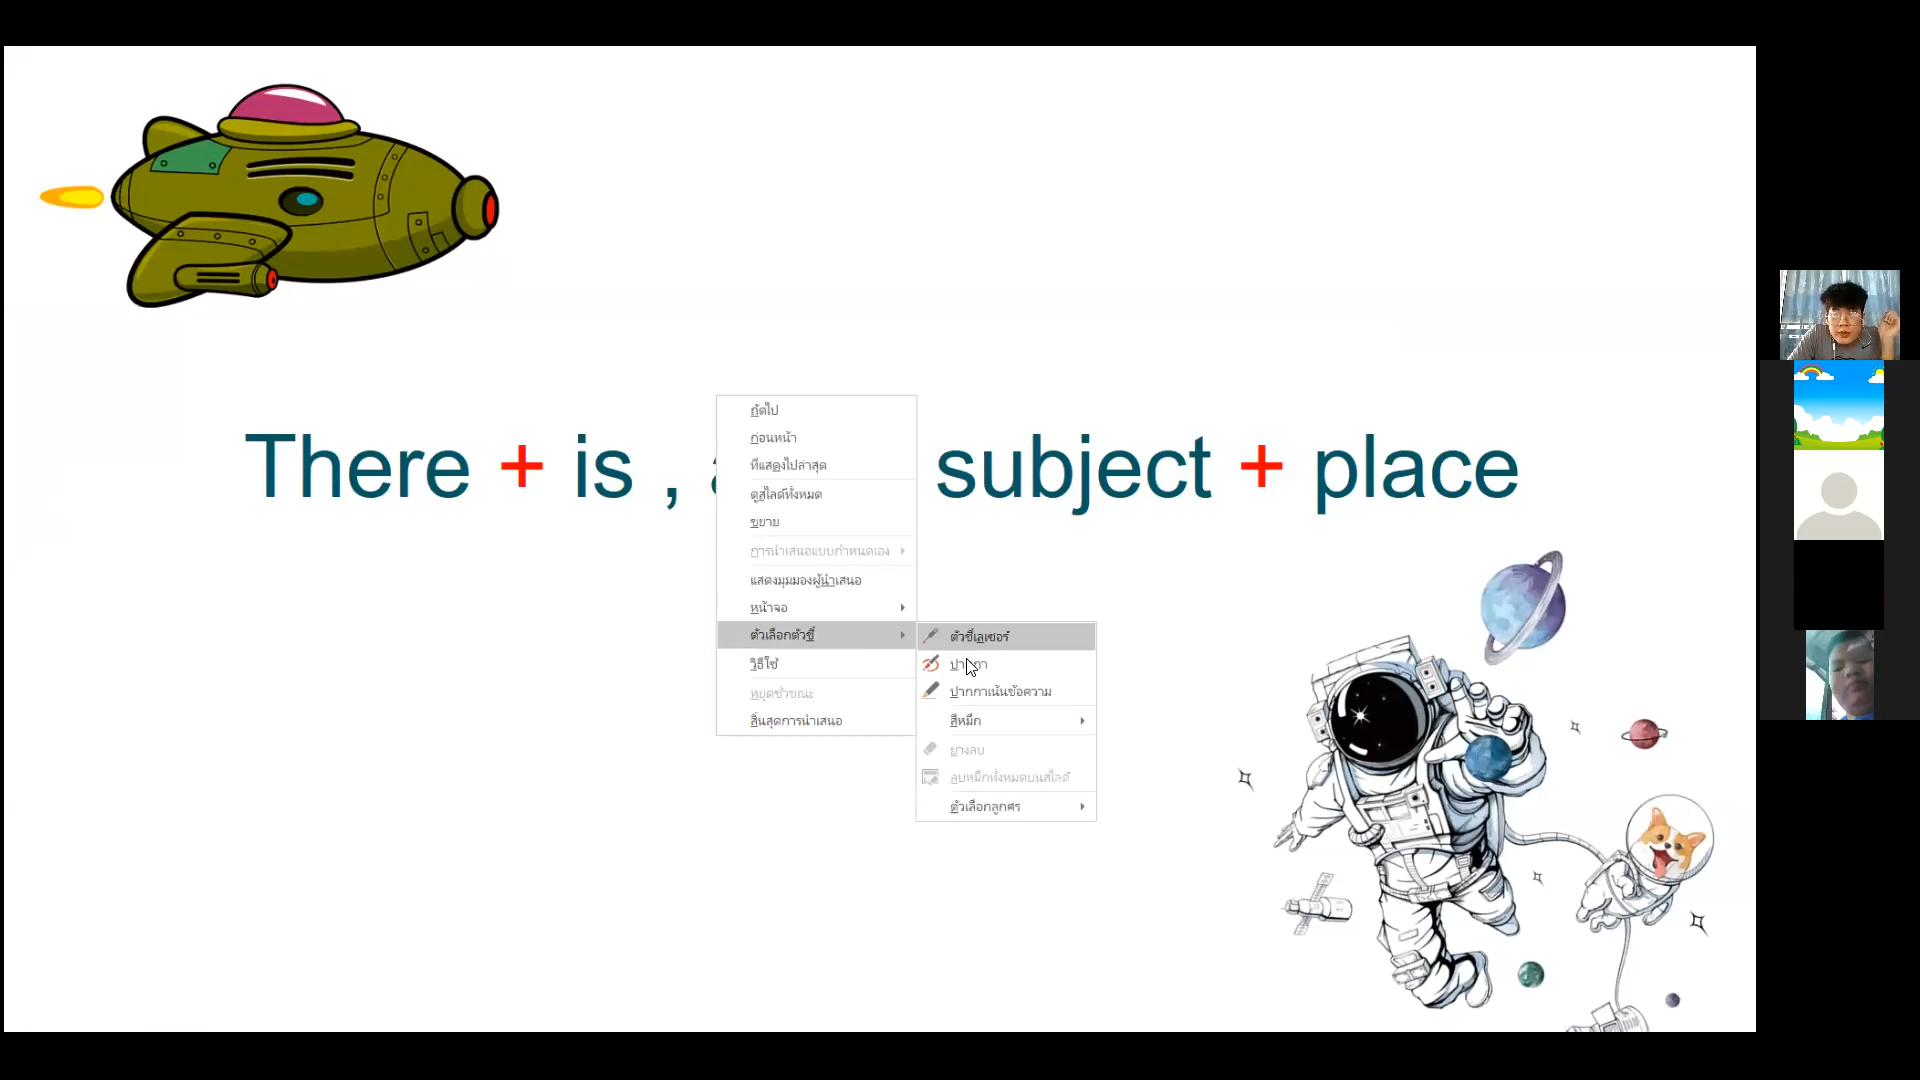 There + is , subject + place
ถัดไป
ก่อนหน้า
ที่แสดงไปล่าสุด
ดูสไลด์ทั้งหมด
ขยาย
การนำเสนอแบบกำหนดเอง
แสดงมุมมองผู้นำเสนอ
หน้าจอ
ตัวเลือกตัวชี้
วิธีใช้
หยุดชั่วขณะ
สิ้นสุดการนำเสนอ
ตัวชี้เลเซอร์
ปากกา
ปากกาเน้นข้อความ
สีหมึก
ยางลบ
ลบหมึกทั้งหมดบนสไลด์
ตัวเลือกลูกศร